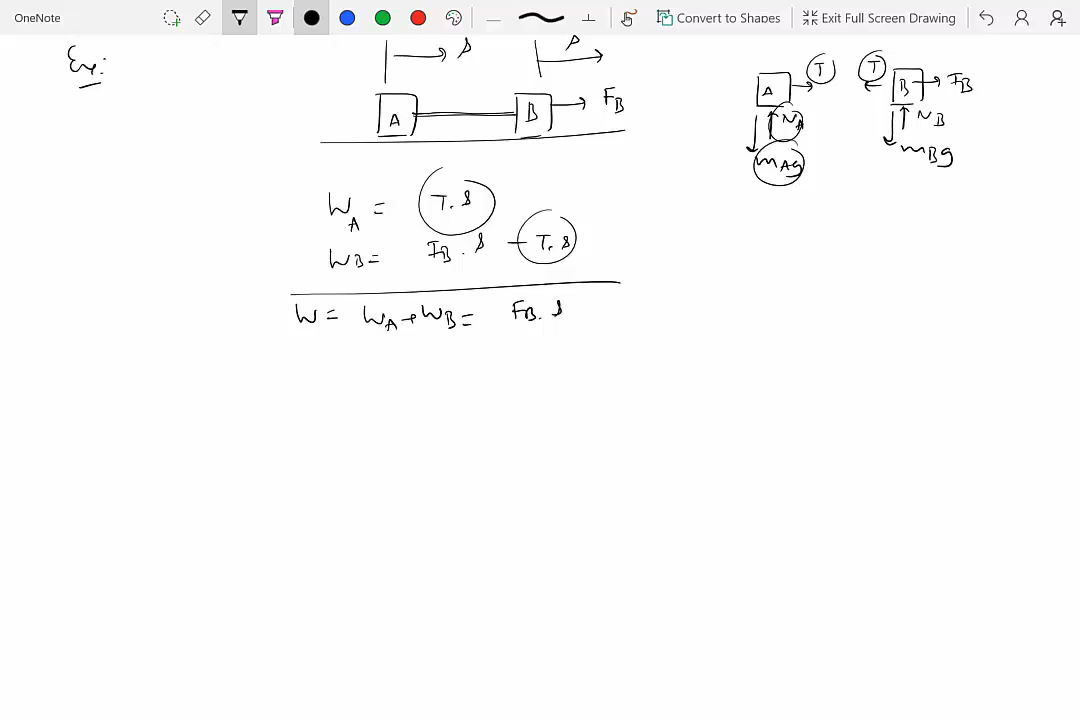 OneNote
Convert to Shapes
Exit Full Screen Drawing
Ex:
s s
A B F_B
A T T B F_B
N_A N_B
m_A g m_B g
W_A = T.s
W_B = F_B.s - T.s
W = W_A + W_B = F_B.s